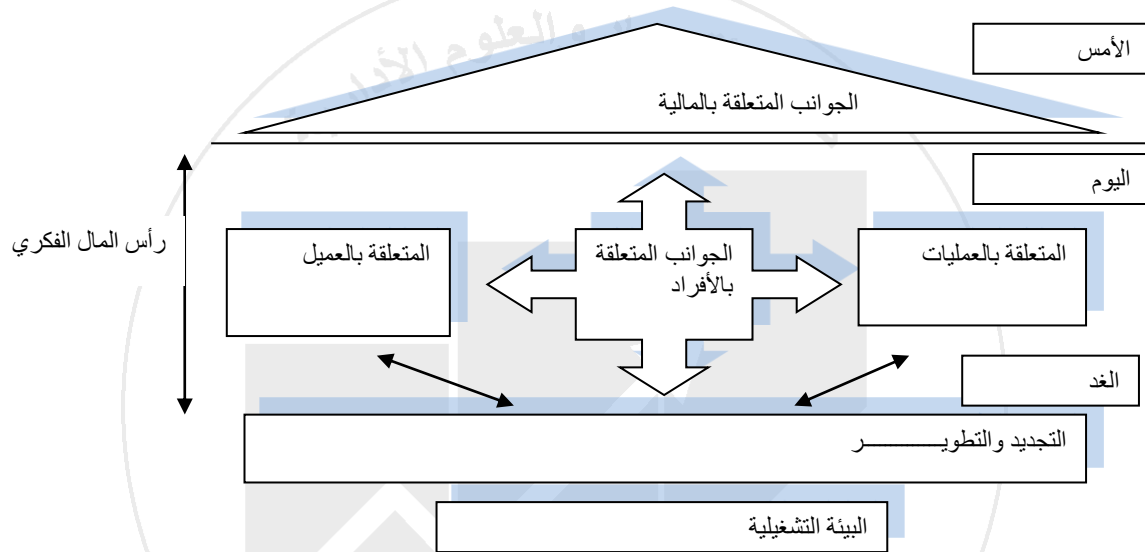 الأمس
الجوانب المتعلقة بالمالية
اليوم
المتعلقة بالعمليات
الجوانب المتعلقة
بالأفراد
المتعلقة بالعميل
رأس المال الفكري
الغد
التجديد والتطويـــــــــــر
البيئة التشغيلية
العلوم